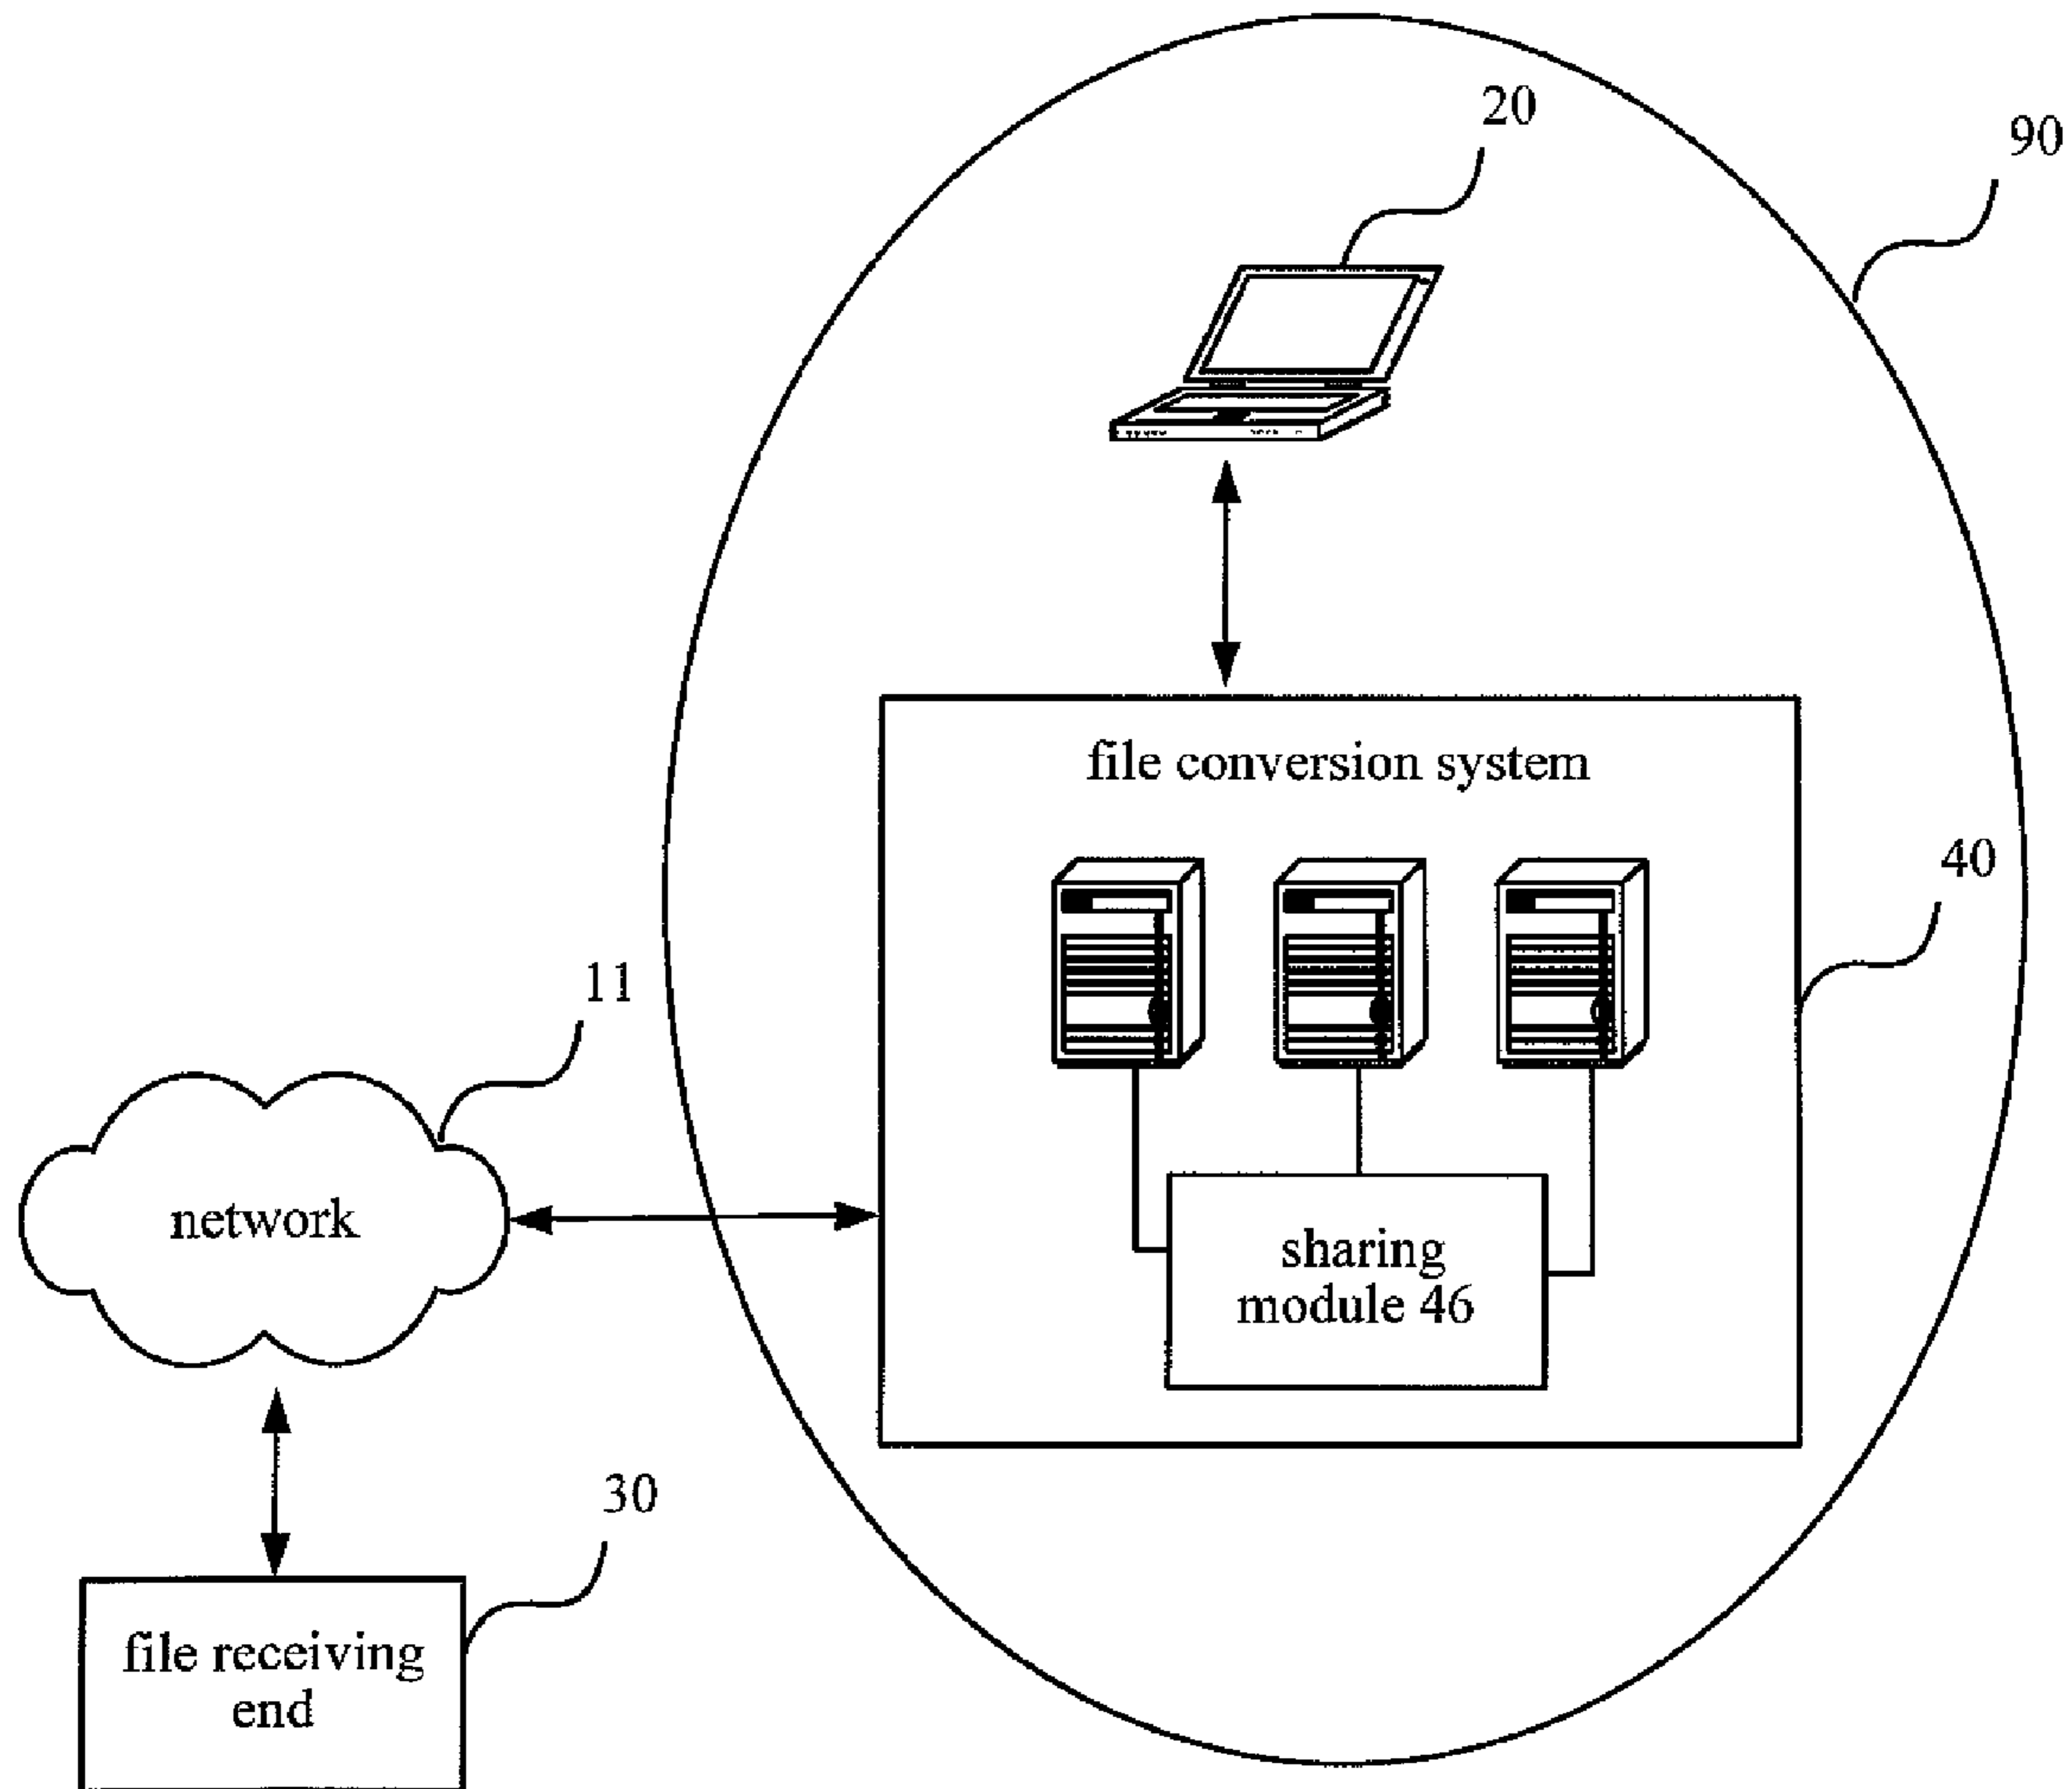 20
90
file conversion system
40
11
network
sharing
module 46
30
file receiving
end